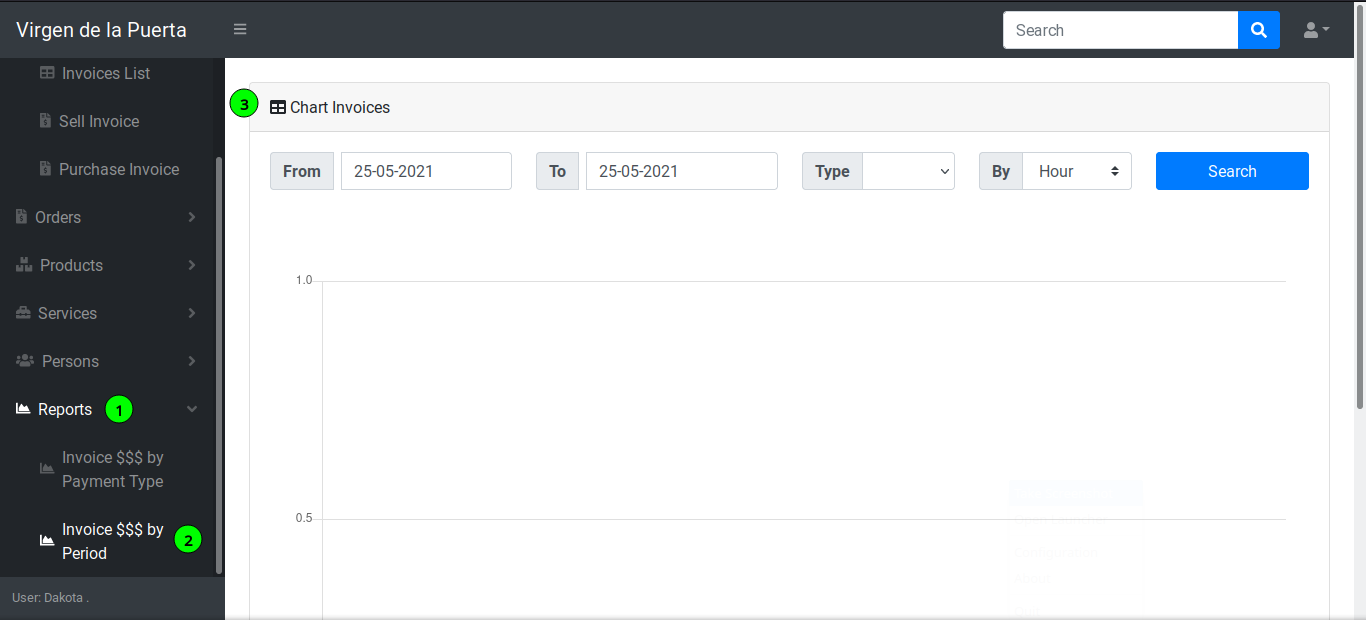 Virgen de la Puerta
Search
Invoices List
Sell Invoice
Purchase Invoice
Orders
Products
Services
Persons
Reports 1
Invoice $$$ by
Payment Type
Invoice $$$ by
Period
2
User: Dakota .
3 Chart Invoices
From 25-05-2021 To 25-05-2021 Type By Hour Search
1.0
0.5